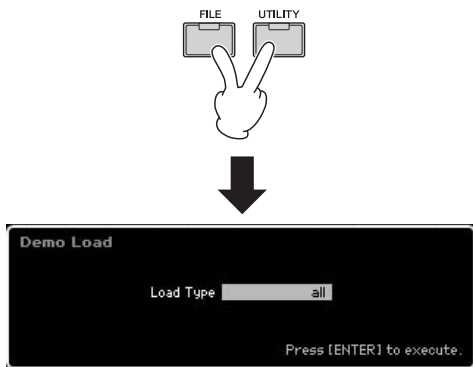 FILE UTILITY
Demo Load
Load Type all
Press [ENTER] to execute.